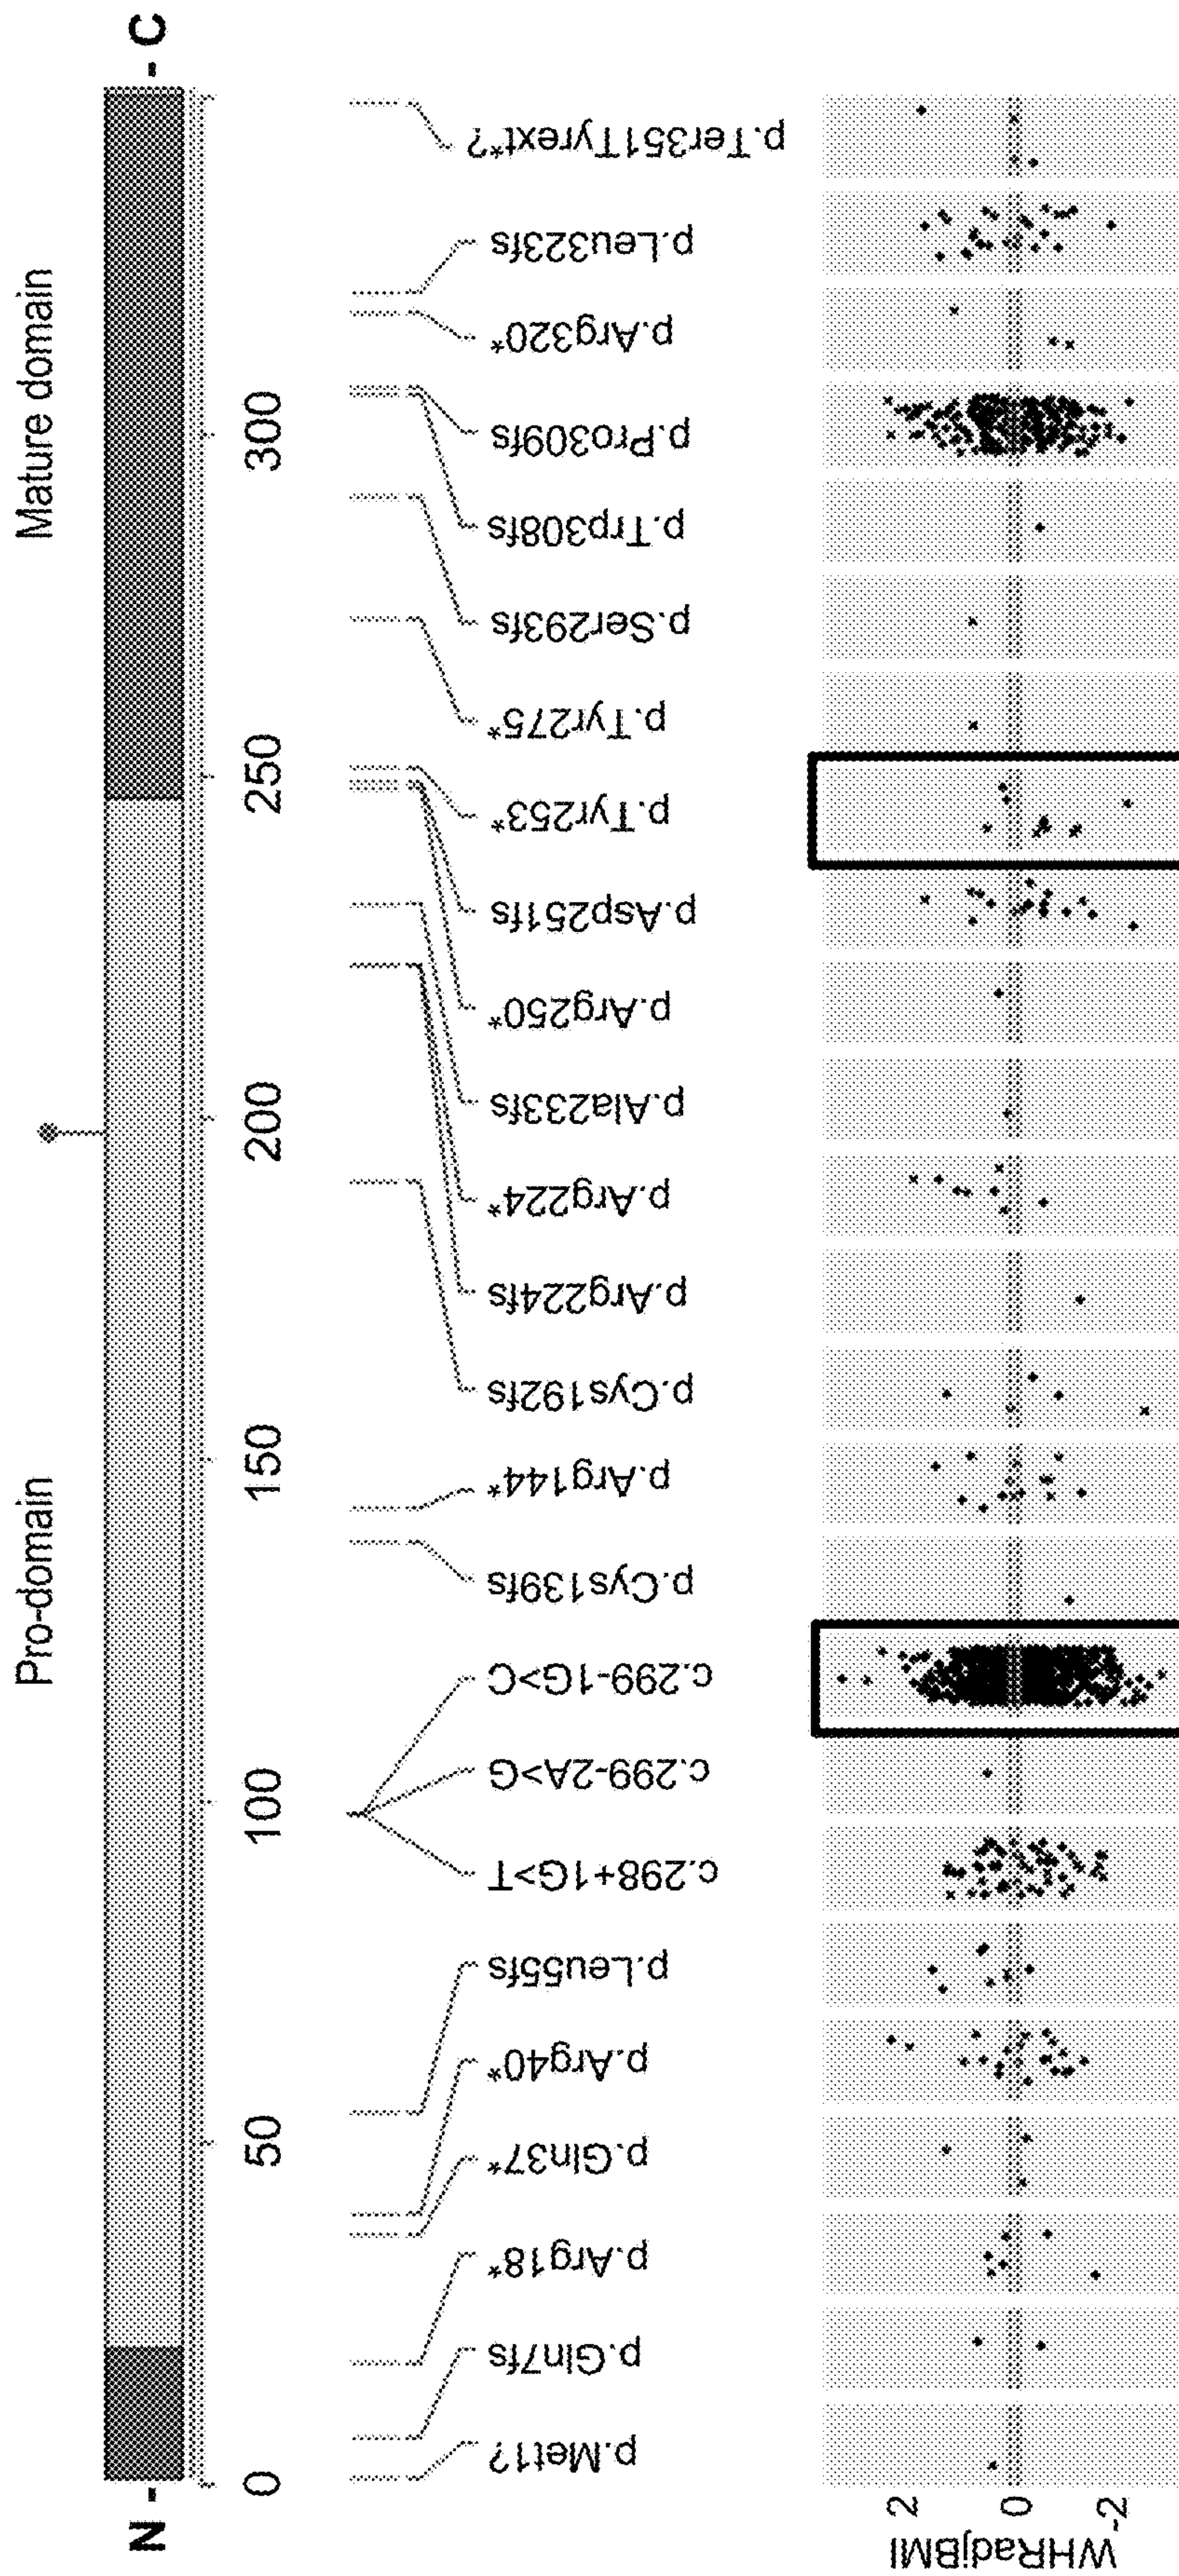 Pro-domain
Mature domain
N -
- C
0
50
100
150
200
250
300
p.Met1?
p.Gln7fs
p.Arg18*
p.Gln37*
p.Arg40*
p.Leu55fs
c.298+1G>T
c.299-2A>G
c.299-1G>C
p.Cys139fs
p.Arg144*
p.Cys192fs
p.Arg224fs
p.Arg224*
p.Ala233fs
p.Arg250*
p.Asp251fs
p.Tyr253*
p.Tyr275*
p.Ser293fs
p.Trp308fs
p.Pro309fs
p.Arg320*
p.Leu323fs
p.Ter351Tyrext*?
WHRadjBMI
2
0
-2